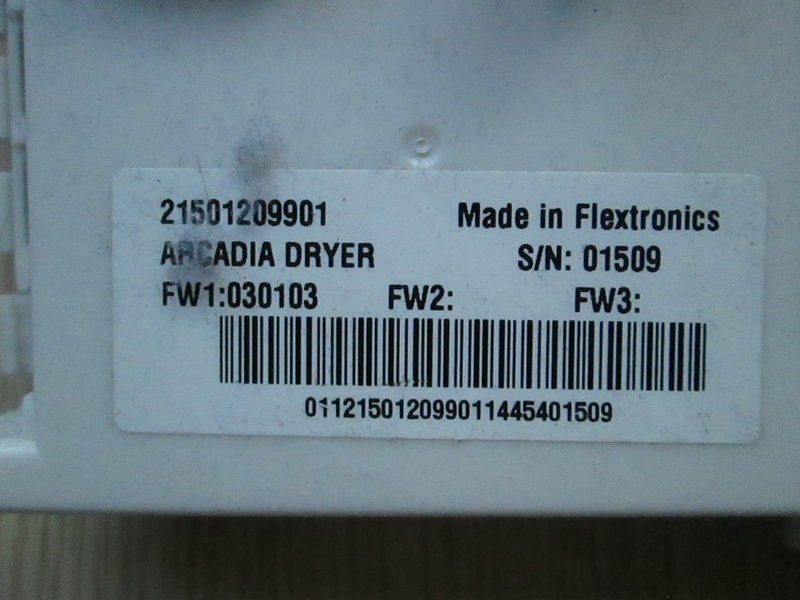 21501209901 Made in Flextronics
ARCADIA DRYER S/N: 01509
FW1:030103 FW2: FW3:
011215012099011445401509